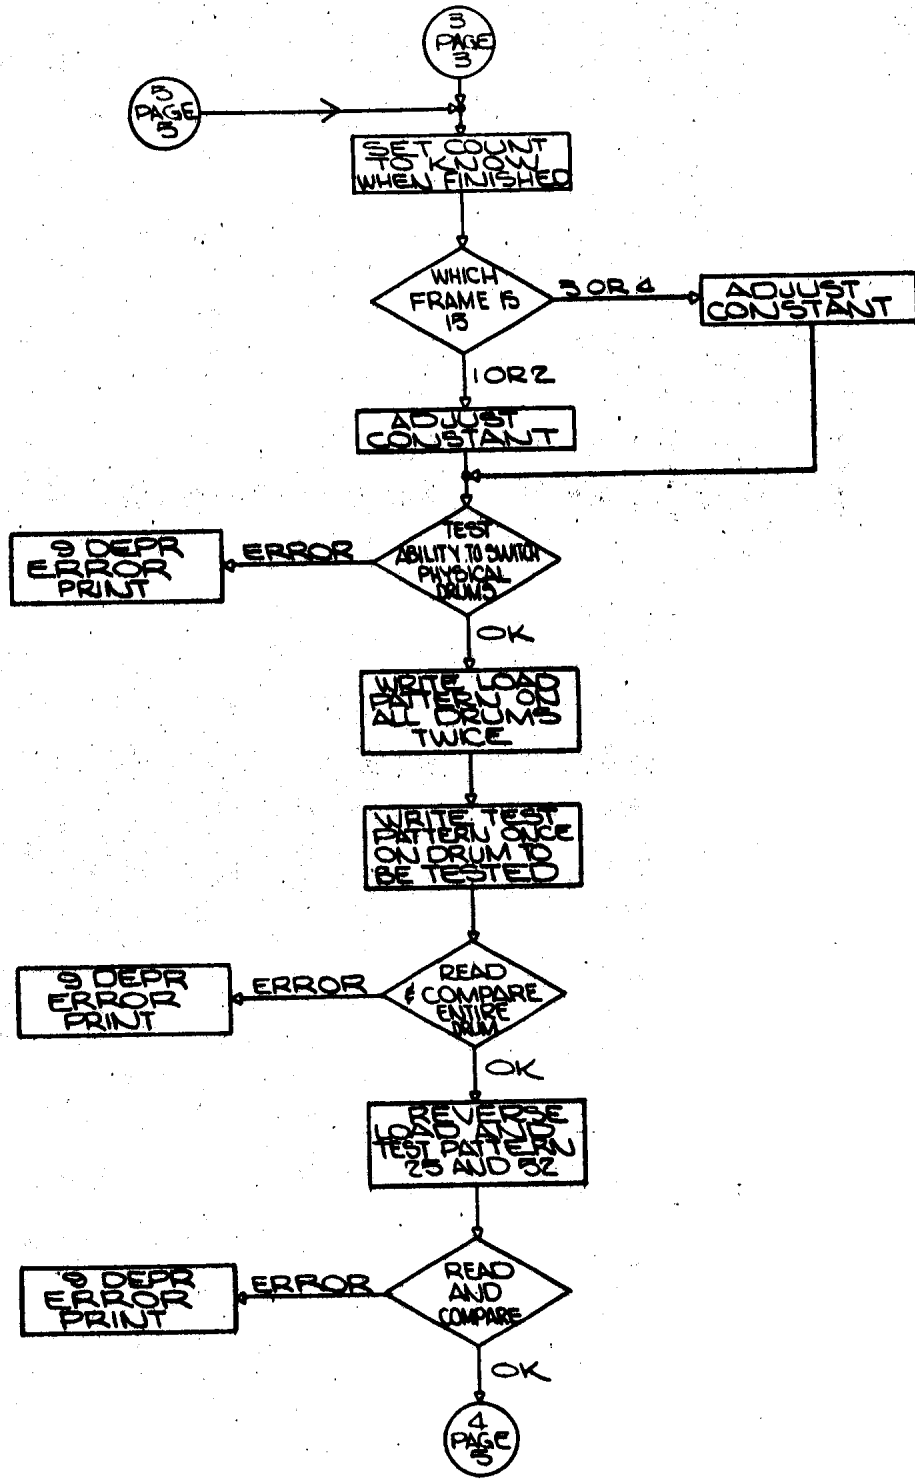 3
PAGE
3
5
PAGE
5
SET COUNT
TO KNOW
WHEN FINISHED
WHICH
FRAME IS
IS
3 OR 4
ADJUST
CONSTANT
1 OR 2
ADJUST
CONSTANT
TEST
ABILITY TO SWITCH
PHYSICAL
DRUMS
ERROR
9 DEPR
ERROR
PRINT
OK
WRITE LOAD
PATTERN ON
ALL DRUMS
TWICE
WRITE TEST
PATTERN ONCE
ON DRUM TO
BE TESTED
READ
& COMPARE
ENTIRE
DRUM
ERROR
9 DEPR
ERROR
PRINT
OK
REVERSE
LOAD AND
TEST PATTERN
25 AND 52
READ
AND
COMPARE
ERROR
9 DEPR
ERROR
PRINT
OK
4
PAGE
5